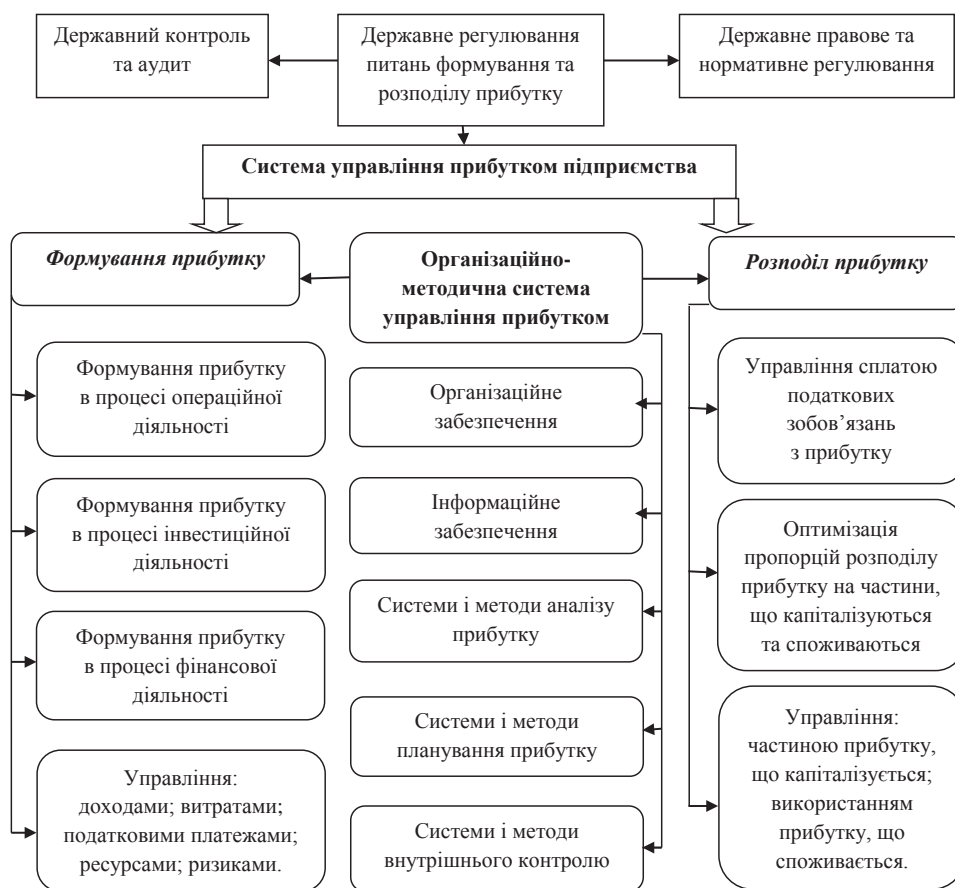 Державний контроль
та аудит
Державне регулювання
питань формування та
розподілу прибутку
Державне правове та
нормативне регулювання
Система управління прибутком підприємства
Формування прибутку
Організаційно-
методична система
управління прибутком
Розподіл прибутку
Формування прибутку
в процесі операційної
діяльності
Формування прибутку
в процесі інвестиційної
діяльності
Формування прибутку
в процесі фінансової
діяльності
Управління:
доходами; витратами;
податковими платежами;
ресурсами; ризиками.
Організаційне
забезпечення
Інформаційне
забезпечення
Системи і методи аналізу
прибутку
Системи і методи
планування прибутку
Системи і методи
внутрішнього контролю
Управління сплатою
податкових
зобов’язань
з прибутку
Оптимізація
пропорцій розподілу
прибутку на частини,
що капіталізуються
та споживаються
Управління:
частиною прибутку,
що капіталізується;
використанням
прибутку, що
споживається.